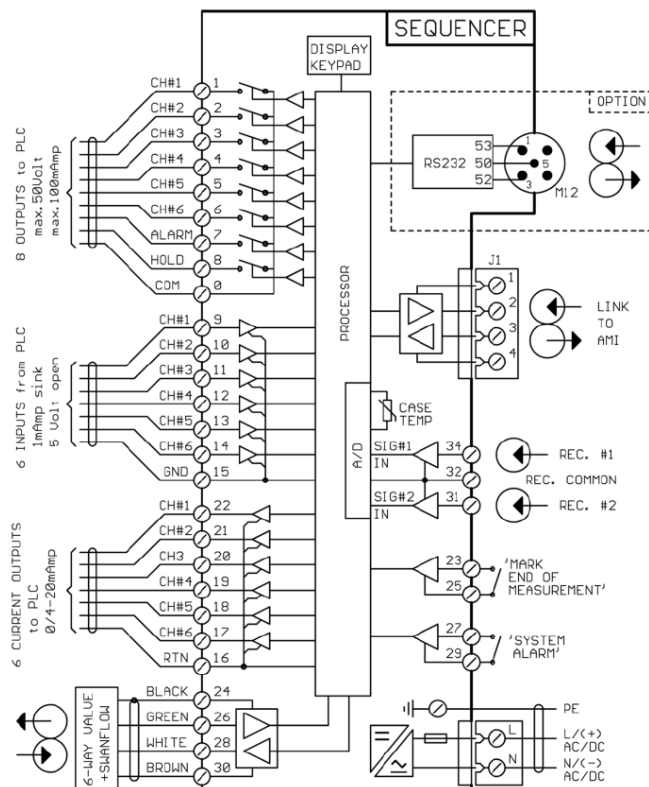 SEQUENCER
DISPLAY
KEYPAD
OPTION
8 OUTPUTS to PLC
max.50Volt
max.100mAmp
CH#1 1
CH#2 2
CH#3 3
CH#4 4
CH#5 5
CH#6 6
ALARM 7
HOLD 8
COM 0
PROCESSOR
RS232
53
50
52
1
5
3
M12
J1
1
2
3
4
LINK
TO
AMI
6 INPUTS from PLC
1mAmp sink
5 Volt open
CH#1 9
CH#2 10
CH#3 11
CH#4 12
CH#5 13
CH#6 14
GND 15
A/D
CASE
TEMP
SIG#1
IN
34
REC. #1
32
REC. COMMON
SIG#2
IN
31
REC. #2
6 CURRENT OUTPUTS
to PLC
0/4-20mAmp
CH#1 22
CH#2 21
CH3 20
CH#4 19
CH#5 18
CH#6 17
RTN 16
23
25
'MARK
END OF
MEASUREMENT'
27
29
'SYSTEM
ALARM'
6-WAY VALVE
+SWANFLOW
BLACK 24
GREEN 26
WHITE 28
BROWN 30
PE
L
L/(+)
AC/DC
N
N/(-)
AC/DC